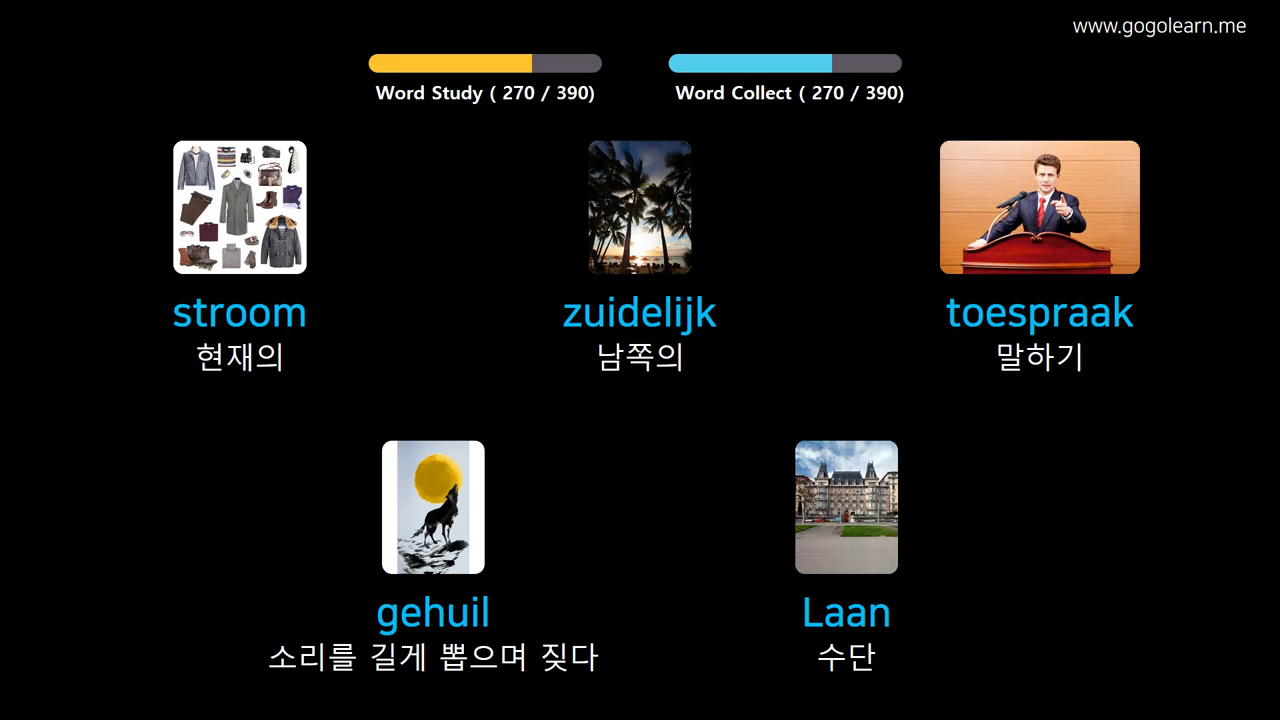 www.gogolearn.me
Word Study ( 270 / 390)
Word Collect ( 270 / 390)
stroom
현재의
zuidelijk
남쪽의
toespraak
말하기
gehuil
소리를 길게 뽑으며 짖다
Laan
수단